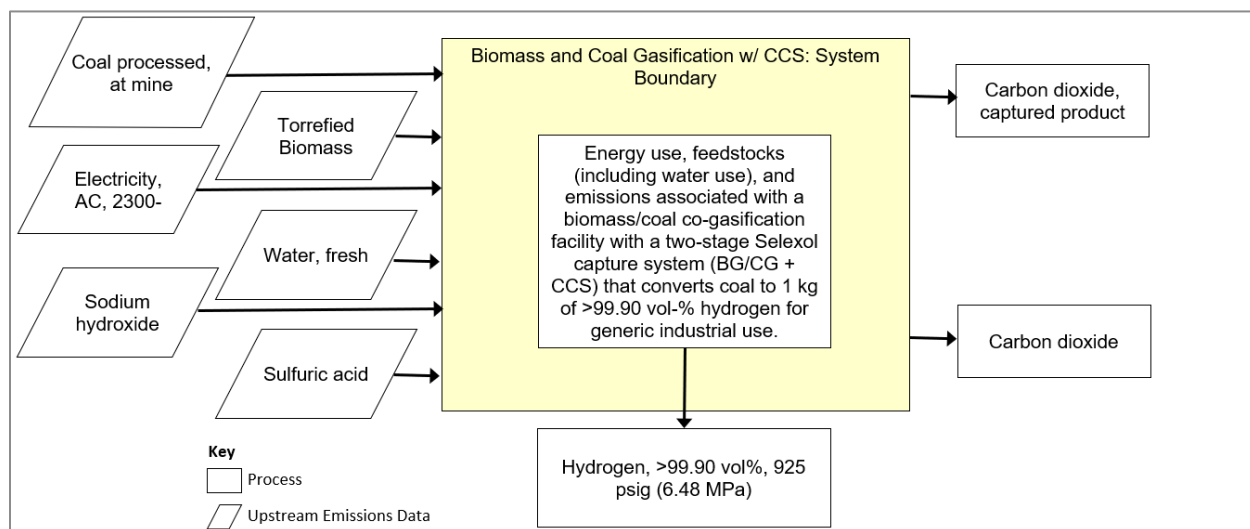 Coal processed,
at mine
Torrefied
Biomass
Electricity,
AC, 2300-
Water, fresh
Sodium
hydroxide
Sulfuric acid
Biomass and Coal Gasification w/ CCS: System
Boundary
Energy use, feedstocks
(including water use), and
emissions associated with a
biomass/coal co-gasification
facility with a two-stage Selexol
capture system (BG/CG +
CCS) that converts coal to 1 kg
of >99.90 vol-% hydrogen for
generic industrial use.
Carbon dioxide,
captured product
Carbon dioxide
Hydrogen, >99.90 vol%, 925
psig (6.48 MPa)
Key
Process
Upstream Emissions Data